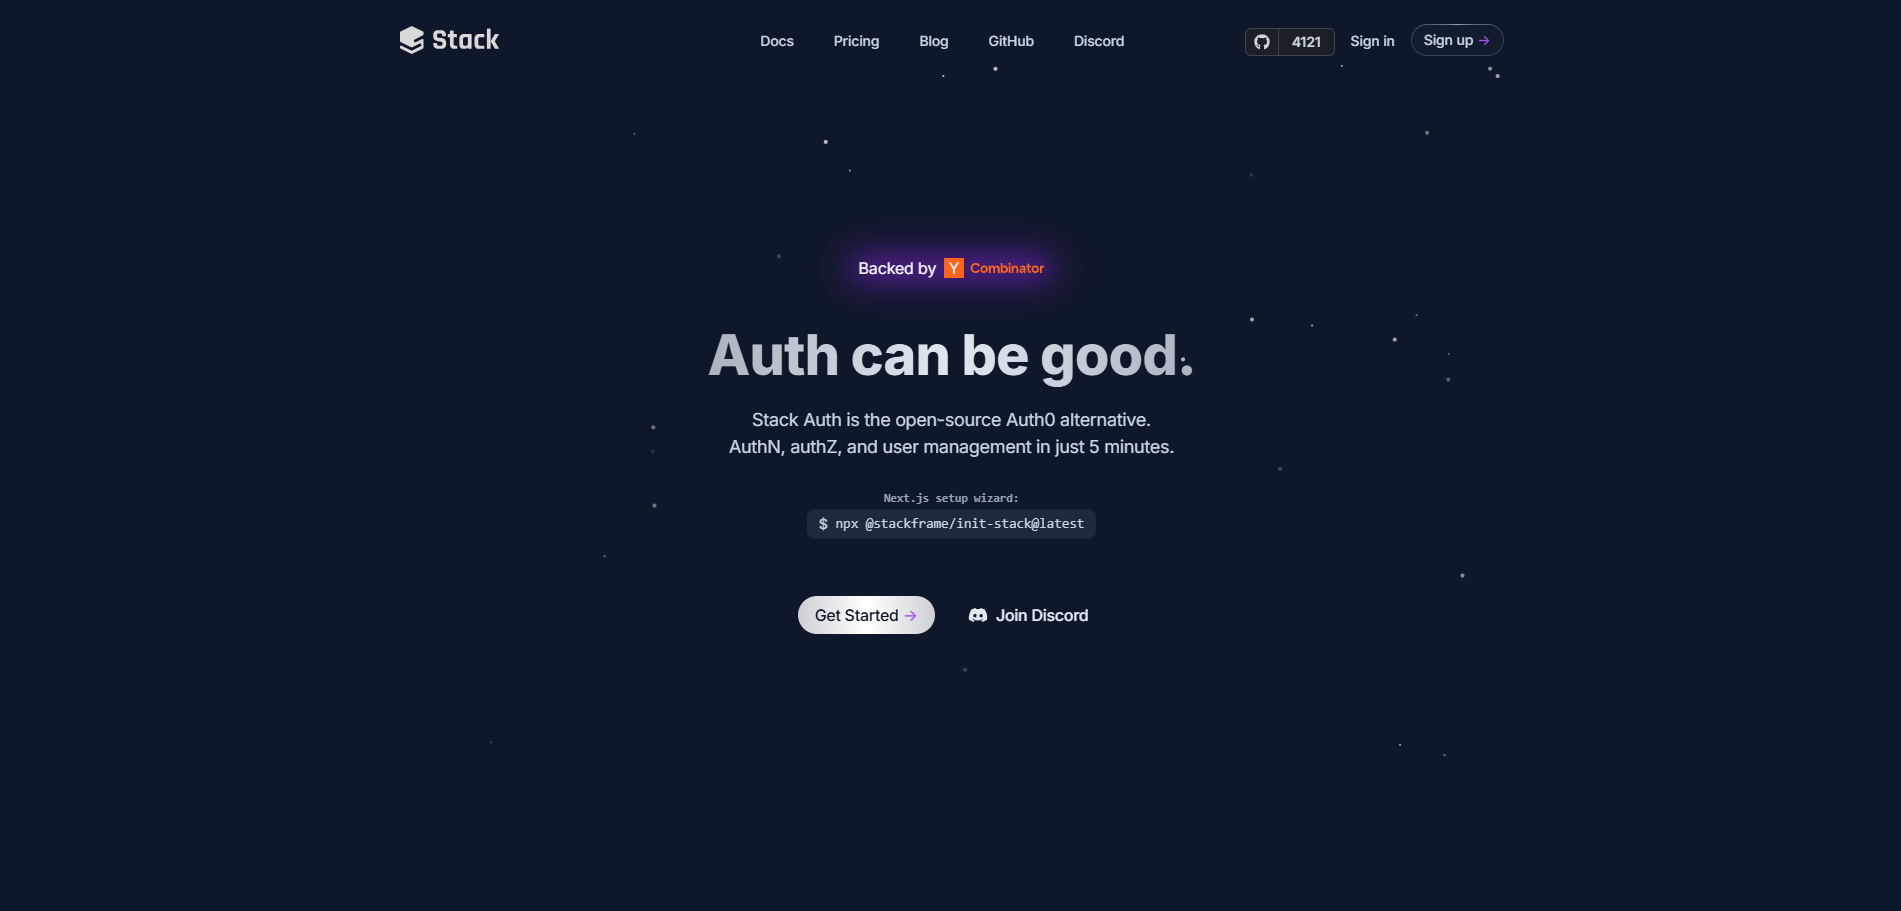 Stack
Docs Pricing Blog GitHub Discord
4121 Sign in Sign up →
Backed by Y Combinator
Auth can be good.
Stack Auth is the open-source Auth0 alternative.
AuthN, authZ, and user management in just 5 minutes.
Next.js setup wizard:
$ npx @stackframe/init-stack@latest
Get Started → Join Discord